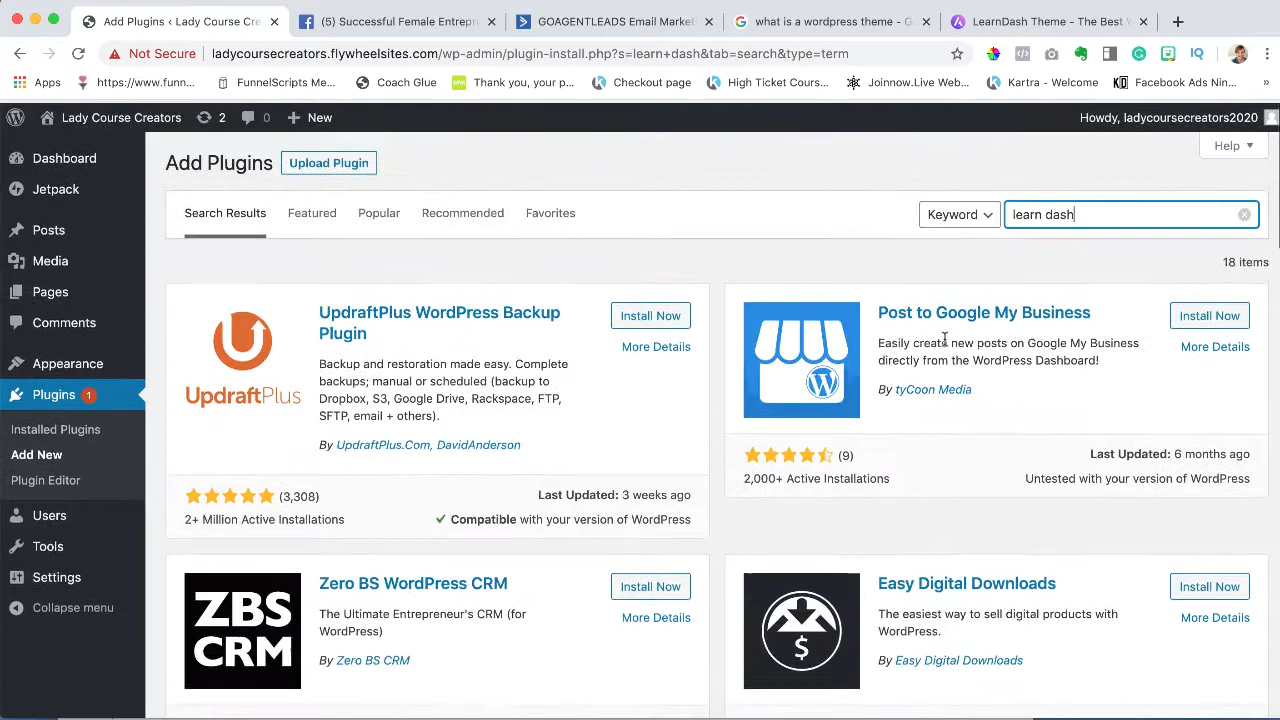 Add Plugins ‹ Lady Course Cre
(5) Successful Female Entrepr
GOAGENTLEADS Email Market
what is a wordpress theme - G
LearnDash Theme - The Best W
Not Secure
ladycoursecreators.flywheelsites.com/wp-admin/plugin-install.php?s=learn+dash&tab=search&type=term
Apps
https://www.funn...
FunnelScripts Me...
Coach Glue
Thank you, your p...
Checkout page
High Ticket Cours...
Joinnow.Live Web...
Kartra - Welcome
Facebook Ads Nin...
»
Lady Course Creators
2
0
New
Howdy, ladycoursecreators2020
Dashboard
Jetpack
Posts
Media
Pages
Comments
Appearance
Plugins 1
Installed Plugins
Add New
Plugin Editor
Users
Tools
Settings
Collapse menu
Help
Add Plugins
Upload Plugin
Search Results
Featured
Popular
Recommended
Favorites
Keyword
learn dash
18 items
UpdraftPlus
UpdraftPlus WordPress Backup
Plugin
Install Now
More Details
Backup and restoration made easy. Complete
backups; manual or scheduled (backup to
Dropbox, S3, Google Drive, Rackspace, FTP,
SFTP, email + others).
By UpdraftPlus.Com, DavidAnderson
(3,308)
2+ Million Active Installations
Last Updated: 3 weeks ago
Compatible with your version of WordPress
Post to Google My Business
Install Now
More Details
Easily create new posts on Google My Business
directly from the WordPress Dashboard!
By tyCoon Media
(9)
2,000+ Active Installations
Last Updated: 6 months ago
Untested with your version of WordPress
ZBS
CRM
Zero BS WordPress CRM
Install Now
More Details
The Ultimate Entrepreneur's CRM (for
WordPress)
By Zero BS CRM
Easy Digital Downloads
Install Now
More Details
The easiest way to sell digital products with
WordPress.
By Easy Digital Downloads